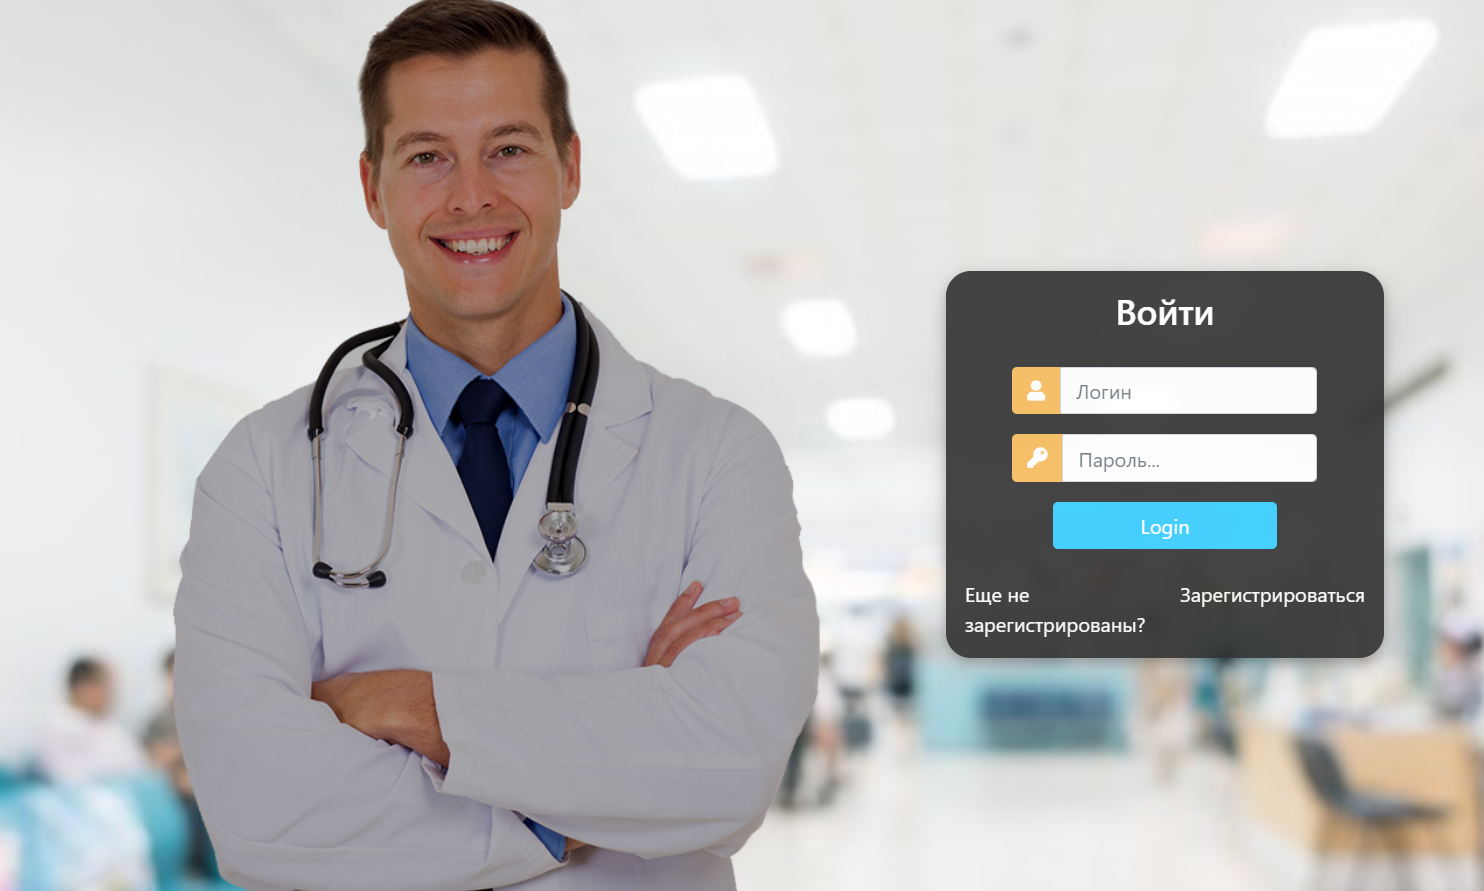 Войти
Логин
Пароль...
Login
Еще не Зарегистрироваться
зарегистрированы?